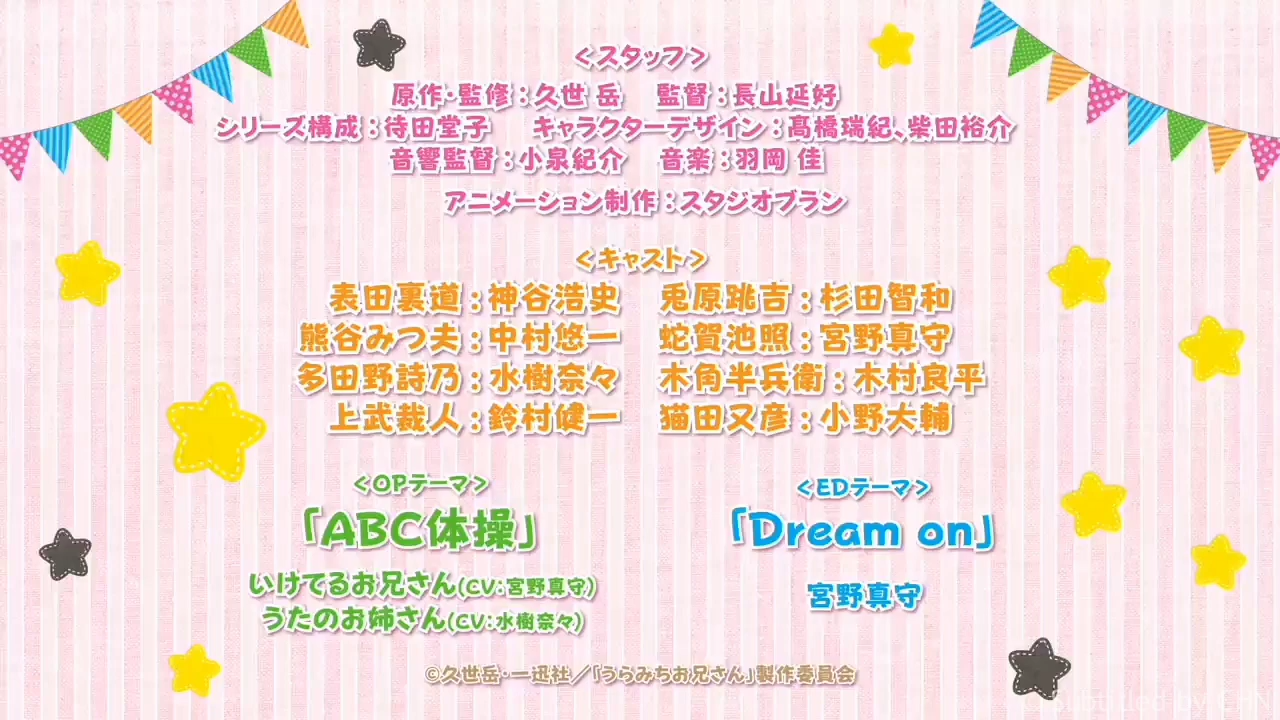 <スタッフ>
原作・監修：久世 岳　監督：長山延好
シリーズ構成：待田堂子　キャラクターデザイン：髙橋瑞紀、柴田裕介
音響監督：小泉紀介　音楽：羽岡 佳
アニメーション制作：スタジオブラン
<キャスト>
表田裏道：神谷浩史　兎原跳吉：杉田智和
熊谷みつ夫：中村悠一　蛇賀池照：宮野真守
多田野詩乃：水樹奈々　木角半兵衛：木村良平
上武裁人：鈴村健一　猫田又彦：小野大輔
<OPテーマ>
「ABC体操」
いけてるお兄さん(CV:宮野真守)
うたのお姉さん(CV:水樹奈々)
<EDテーマ>
「Dream on」
宮野真守
©久世岳・一迅社／「うらみちお兄さん」製作委員会
Subtitled by CHN